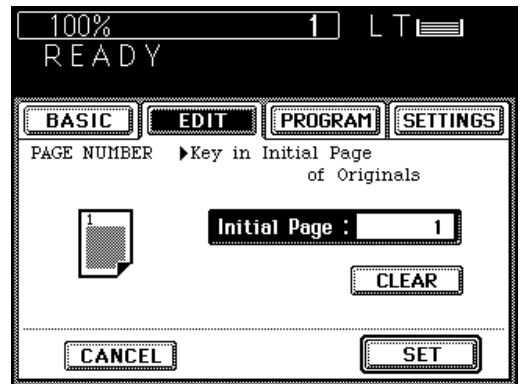 100% 1 LT
READY
BASIC EDIT PROGRAM SETTINGS
PAGE NUMBER ▶Key in Initial Page
of Originals
1
Initial Page : 1
CLEAR
CANCEL SET